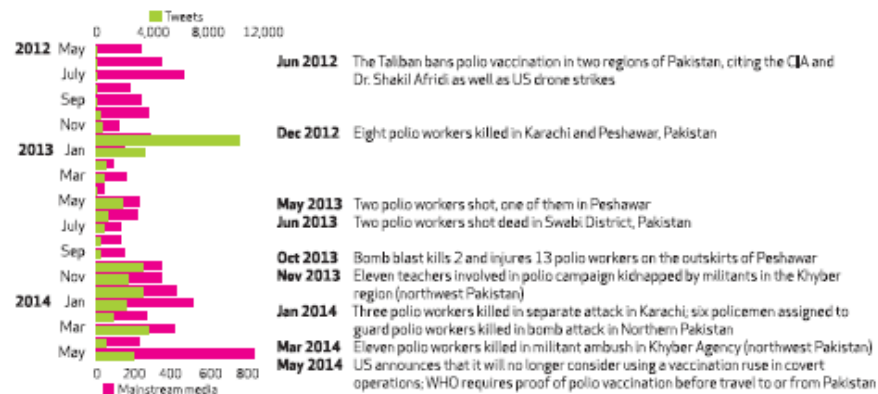 Tweets
0 4,000 8,000 12,000
2012 May
July
Sep
Nov
2013 Jan
Mar
May
July
Sep
Nov
2014 Jan
Mar
May
0 200 400 600 800
Mainstream media
Jun 2012 The Taliban bans polio vaccination in two regions of Pakistan, citing the CIA and
Dr. Shakil Afridi as well as US drone strikes
Dec 2012 Eight polio workers killed in Karachi and Peshawar, Pakistan
May 2013 Two polio workers shot, one of them in Peshawar
Jun 2013 Two polio workers shot dead in Swabi District, Pakistan
Oct 2013 Bomb blast kills 2 and injures 13 polio workers on the outskirts of Peshawar
Nov 2013 Eleven teachers involved in polio campaign kidnapped by militants in the Khyber
region (northwest Pakistan)
Jan 2014 Three polio workers killed in separate attack in Karachi; six policemen assigned to
guard polio workers killed in bomb attack in Northern Pakistan
Mar 2014 Eleven polio workers killed in militant ambush in Khyber Agency (northwest Pakistan)
May 2014 US announces that it will no longer consider using a vaccination ruse in covert
operations; WHO requires proof of polio vaccination before travel to or from Pakistan